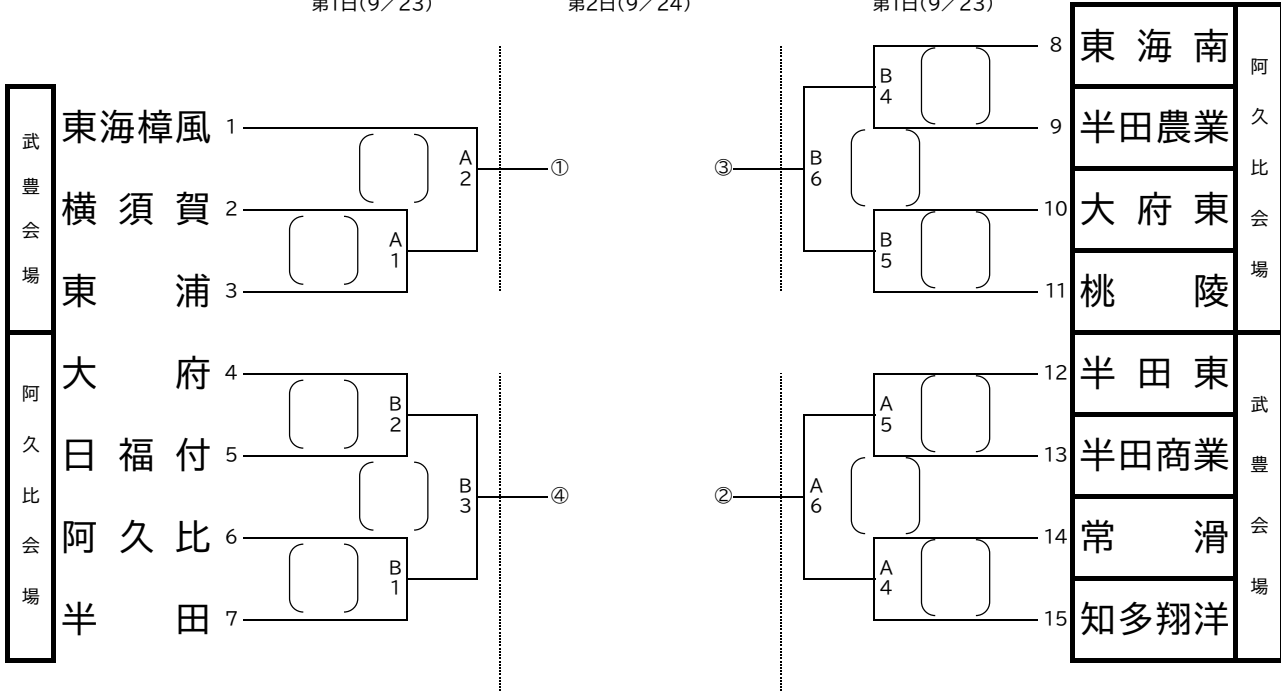 第1日(9/23)
第2日(9/24)
第1日(9/23)
武豊会場
東海樟風 1
横須賀 2
東浦 3
A1
A2
①
阿久比会場
大府 4
日福付 5
阿久比 6
半田 7
B2
B1
B3
④
阿久比会場
8 東海南
9 半田農業
10 大府東
11 桃陵
B4
B5
B6
③
武豊会場
12 半田東
13 半田商業
14 常滑
15 知多翔洋
A5
A4
A6
②